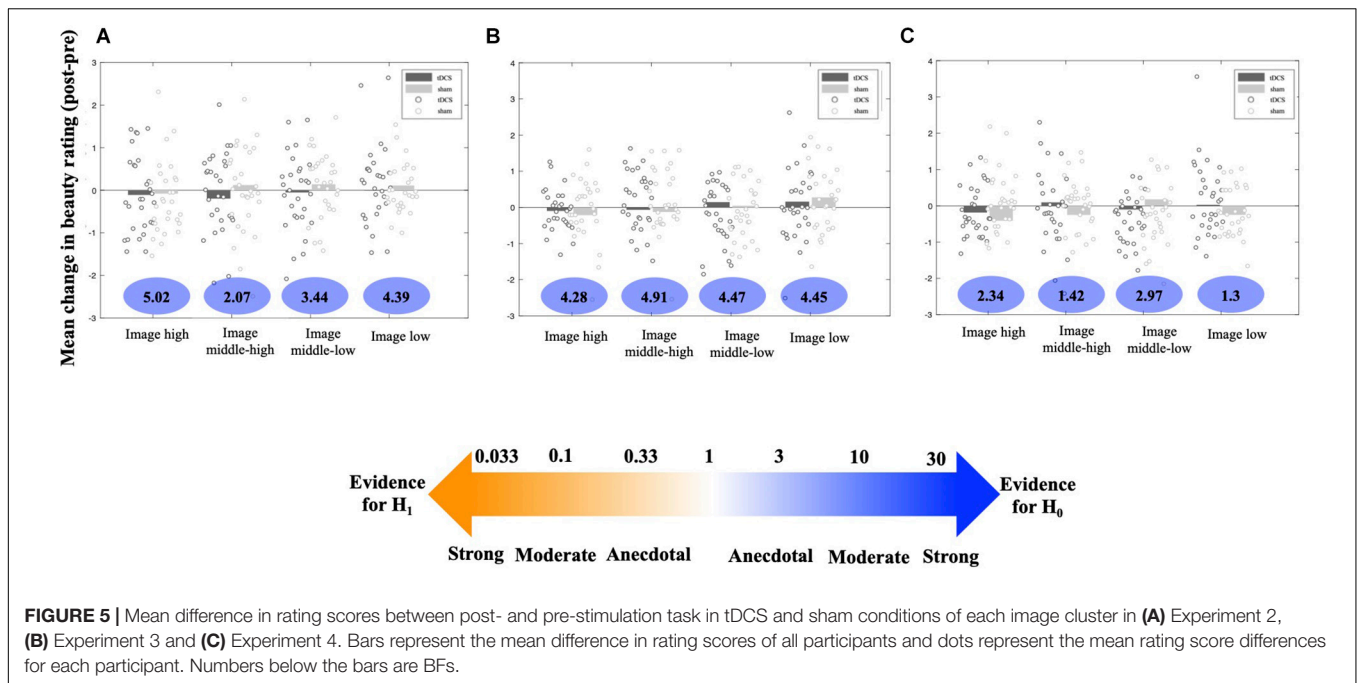 A
B
C
Mean change in beauty rating (post-pre)
3
2
1
0
-1
-2
-3
tDCS
sham
tDCS
sham
5.02
2.07
3.44
4.39
Image high
Image
middle-high
Image
middle-low
Image low
4
3
2
1
0
-1
-2
-3
tDCS
sham
tDCS
sham
4.28
4.91
4.47
4.45
Image high
Image
middle-high
Image
middle-low
Image low
4
3
2
1
0
-1
-2
-3
tDCS
sham
tDCS
sham
2.34
1.42
2.97
1.3
Image high
Image
middle-high
Image
middle-low
Image low
0.033 0.1 0.33 1 3 10 30
Evidence
for H₁
Evidence
for H₀
Strong Moderate Anecdotal Anecdotal Moderate Strong
FIGURE 5 | Mean difference in rating scores between post- and pre-stimulation task in tDCS and sham conditions of each image cluster in (A) Experiment 2,
(B) Experiment 3 and (C) Experiment 4. Bars represent the mean difference in rating scores of all participants and dots represent the mean rating score differences
for each participant. Numbers below the bars are BFs.